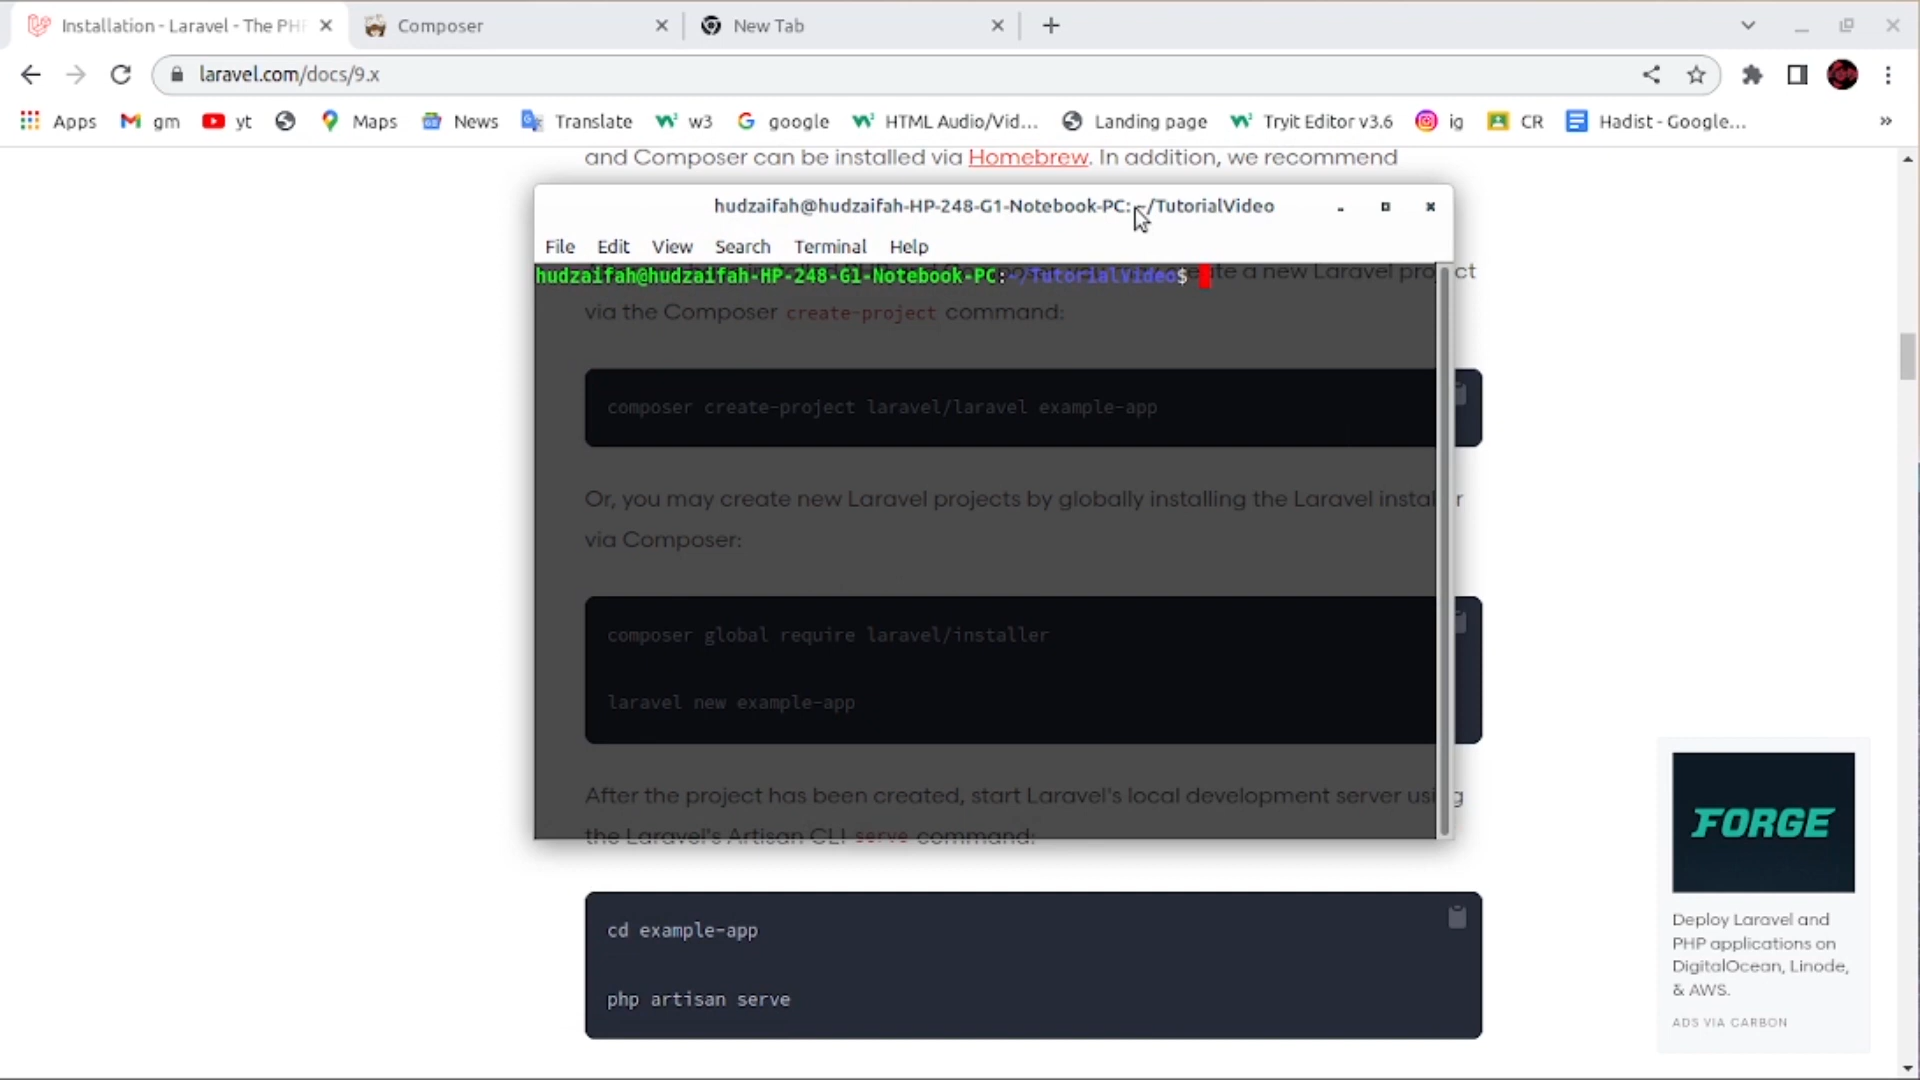 Installation - Laravel - The PH
Composer
New Tab
laravel.com/docs/9.x
Apps
gm
yt
Maps
News
Translate
w3
google
HTML Audio/Vid...
Landing page
Tryit Editor v3.6
ig
CR
Hadist - Google...
»
and Composer can be installed via Homebrew. In addition, we recommend
hudzaifah@hudzaifah-HP-248-G1-Notebook-PC: ~/TutorialVideo
File Edit View Search Terminal Help
hudzaifah@hudzaifah-HP-248-G1-Notebook-PC:~/TutorialVideo$
a new Laravel project
via the Composer create-project command:
composer create-project laravel/laravel example-app
Or, you may create new Laravel projects by globally installing the Laravel instal r
via Composer:
composer global require laravel/installer
laravel new example-app
After the project has been created, start Laravel's local development server usi g
the Laravel's Artisan CLI serve command:
cd example-app
php artisan serve
FORGE
Deploy Laravel and
PHP applications on
DigitalOcean, Linode,
& AWS.
ADS VIA CARBON